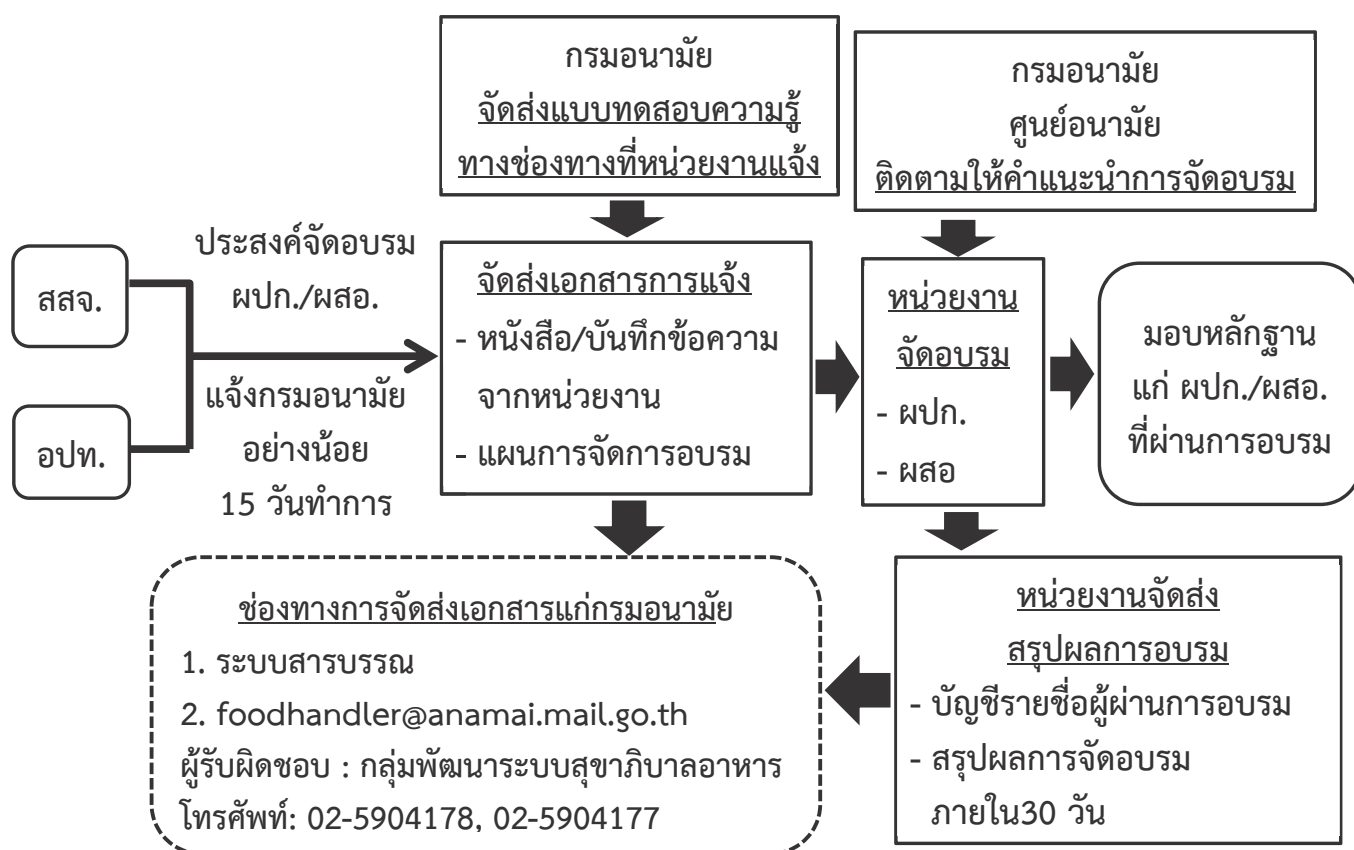 กรมอนามัย
จัดส่งแบบทดสอบความรู้
ทางช่องทางที่หน่วยงานแจ้ง
กรมอนามัย
ศูนย์อนามัย
ติดตามให้คำแนะนำการจัดอบรม
สสจ.
อปท.
ประสงค์จัดอบรม
ผปก./ผสอ.
แจ้งกรมอนามัย
อย่างน้อย
15 วันทำการ
จัดส่งเอกสารการแจ้ง
- หนังสือ/บันทึกข้อความ
จากหน่วยงาน
- แผนการจัดการอบรม
หน่วยงาน
จัดอบรม
- ผปก.
- ผสอ
มอบหลักฐาน
แก่ ผปก./ผสอ.
ที่ผ่านการอบรม
ช่องทางการจัดส่งเอกสารแก่กรมอนามัย
1. ระบบสารบรรณ
2. foodhandler@anamai.mail.go.th
ผู้รับผิดชอบ : กลุ่มพัฒนาระบบสุขาภิบาลอาหาร
โทรศัพท์: 02-5904178, 02-5904177
หน่วยงานจัดส่ง
สรุปผลการอบรม
- บัญชีรายชื่อผู้ผ่านการอบรม
- สรุปผลการจัดอบรม
ภายใน30 วัน